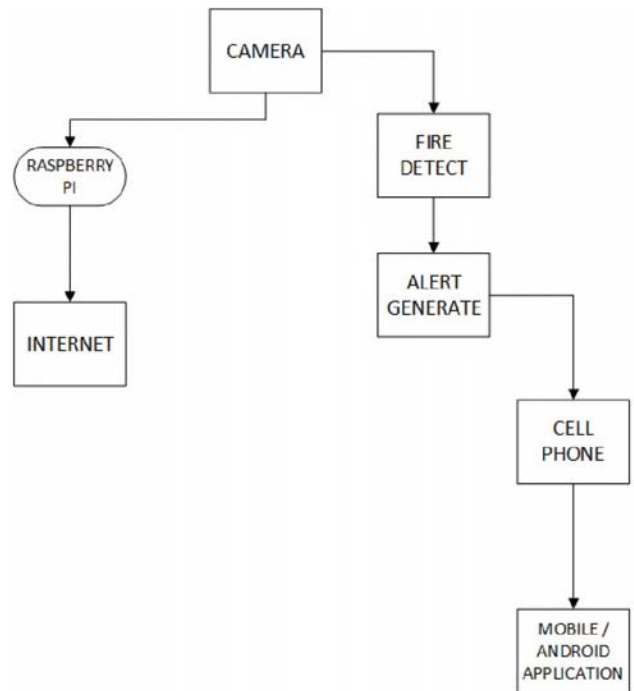 CAMERA
FIRE
DETECT
RASPBERRY
PI
ALERT
GENERATE
INTERNET
CELL
PHONE
MOBILE /
ANDROID
APPLICATION